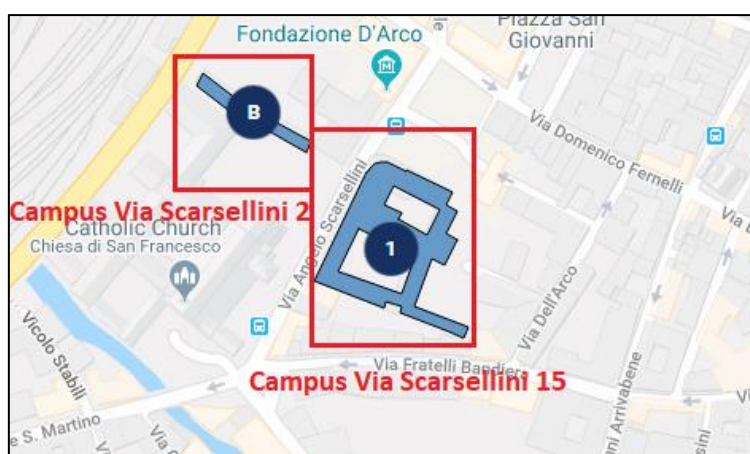 Piazza San
Giovanni
Fondazione D'Arco
B
Via Domenico Fernelli
Campus Via Scarsellini 2
Via Angelo Scarsellini
1
Catholic Church
Chiesa di San Francesco
Via Dell'Arco
Vicolo Stabili
Via Fratelli Bandiera
Campus Via Scarsellini 15
e S. Martino
ni Arrivabene